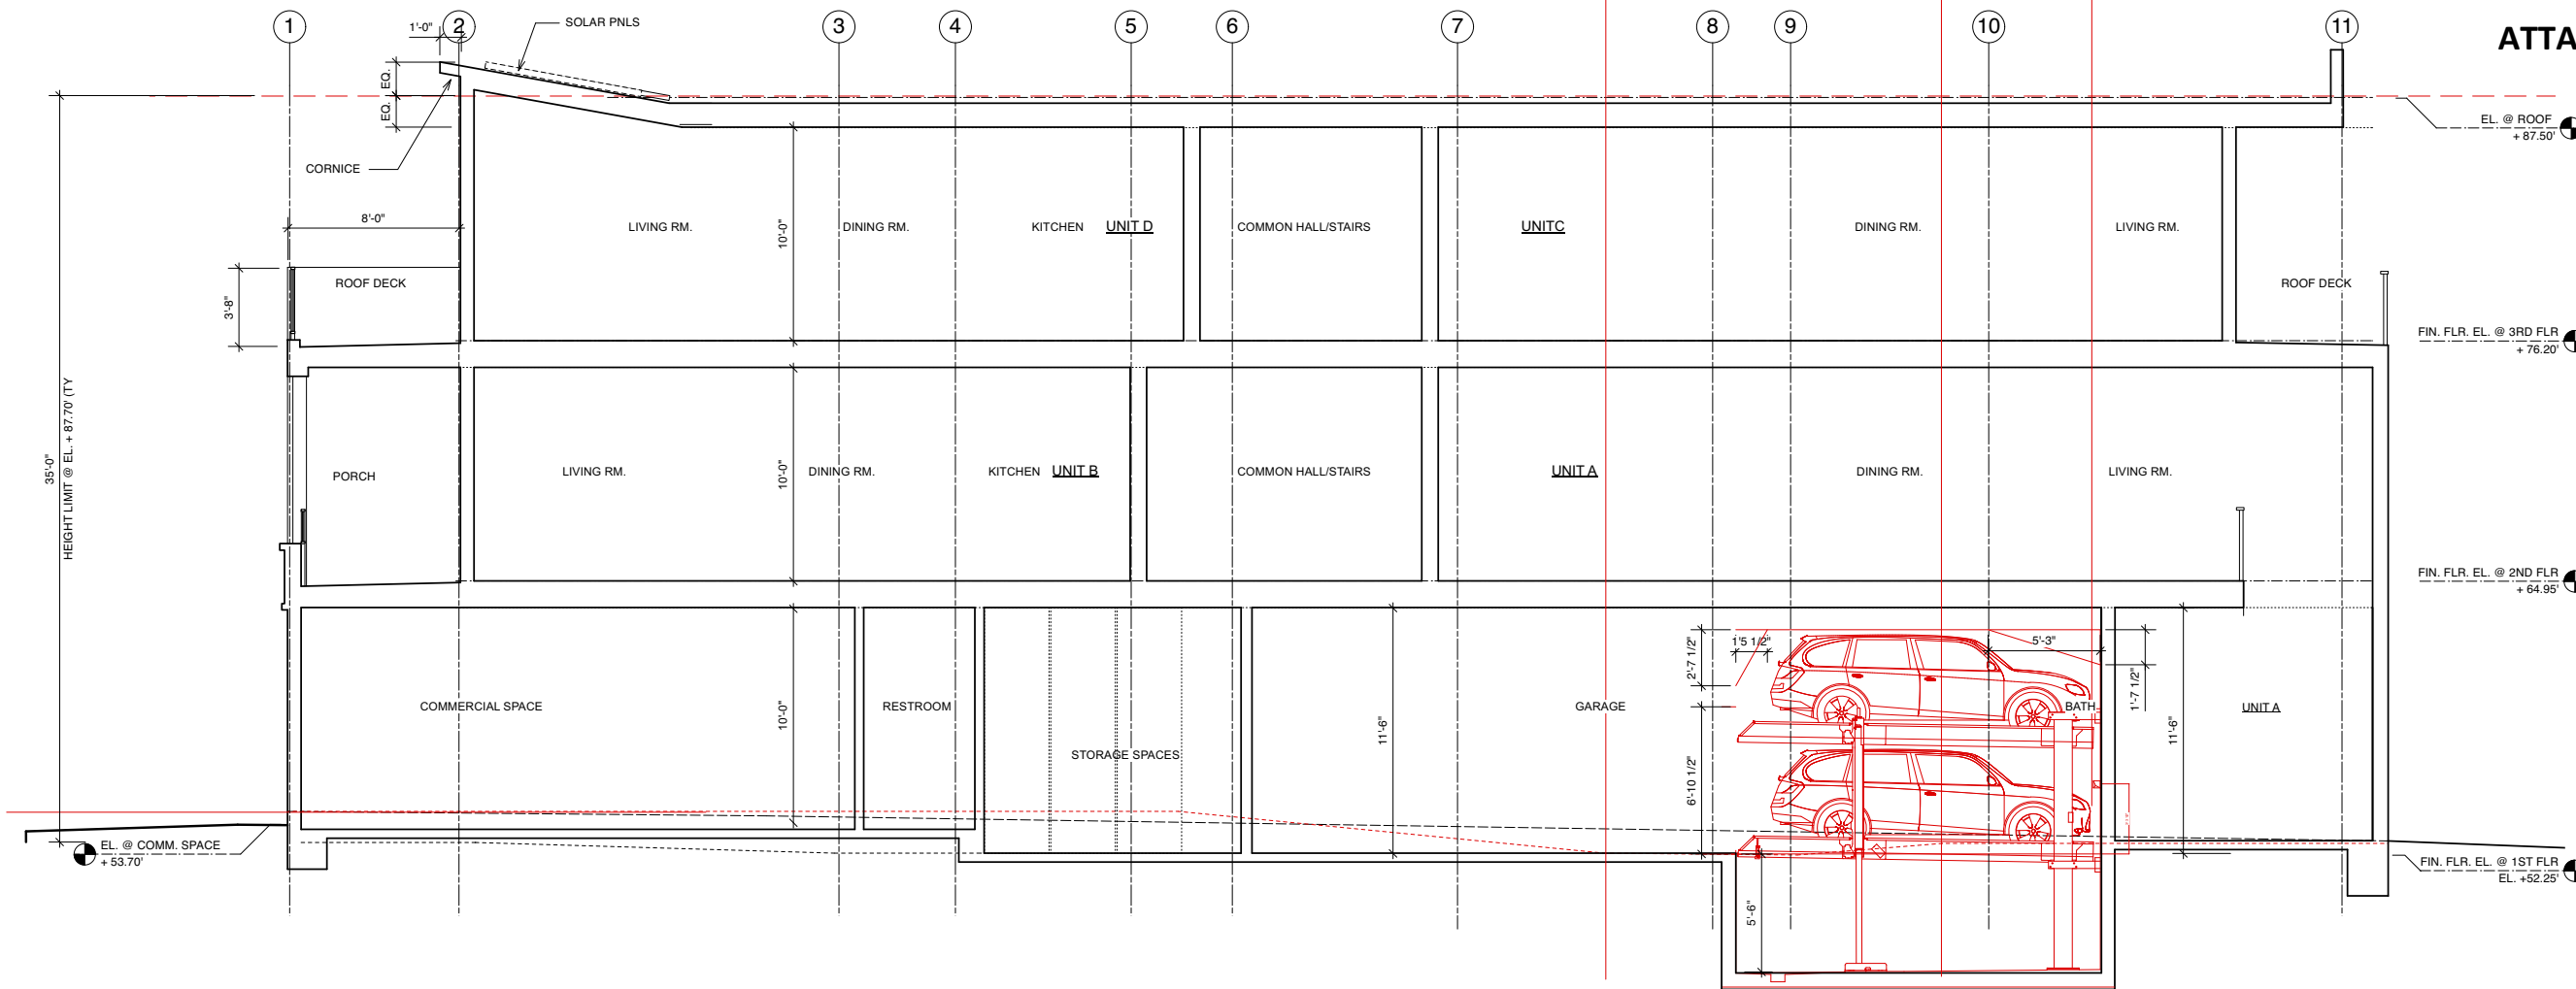 1
2
3
4
5
6
7
8
9
10
11
ATTA
1'-0"
SOLAR PNLS
EQ.
EQ.
CORNICE
EL. @ ROOF
+ 87.50'
8'-0"
LIVING RM.
10'-0"
DINING RM.
KITCHEN
UNIT D
COMMON HALL/STAIRS
UNITC
DINING RM.
LIVING RM.
ROOF DECK
ROOF DECK
3'-8"
FIN. FLR. EL. @ 3RD FLR
+ 76.20'
35'-0"
HEIGHT LIMIT @ EL. + 87.70' (TY
PORCH
LIVING RM.
10'-0"
DINING RM.
KITCHEN
UNIT B
COMMON HALL/STAIRS
UNIT A
DINING RM.
LIVING RM.
FIN. FLR. EL. @ 2ND FLR
+ 64.95'
2'-7 1/2"
1'5 1/2"
5'-3"
1'-7 1/2"
COMMERCIAL SPACE
10'-0"
RESTROOM
STORAGE SPACES
11'-6"
GARAGE
6'-10 1/2"
BATH
11'-6"
UNIT A
EL. @ COMM. SPACE
+ 53.70'
FIN. FLR. EL. @ 1ST FLR
EL. +52.25'
5'-6"